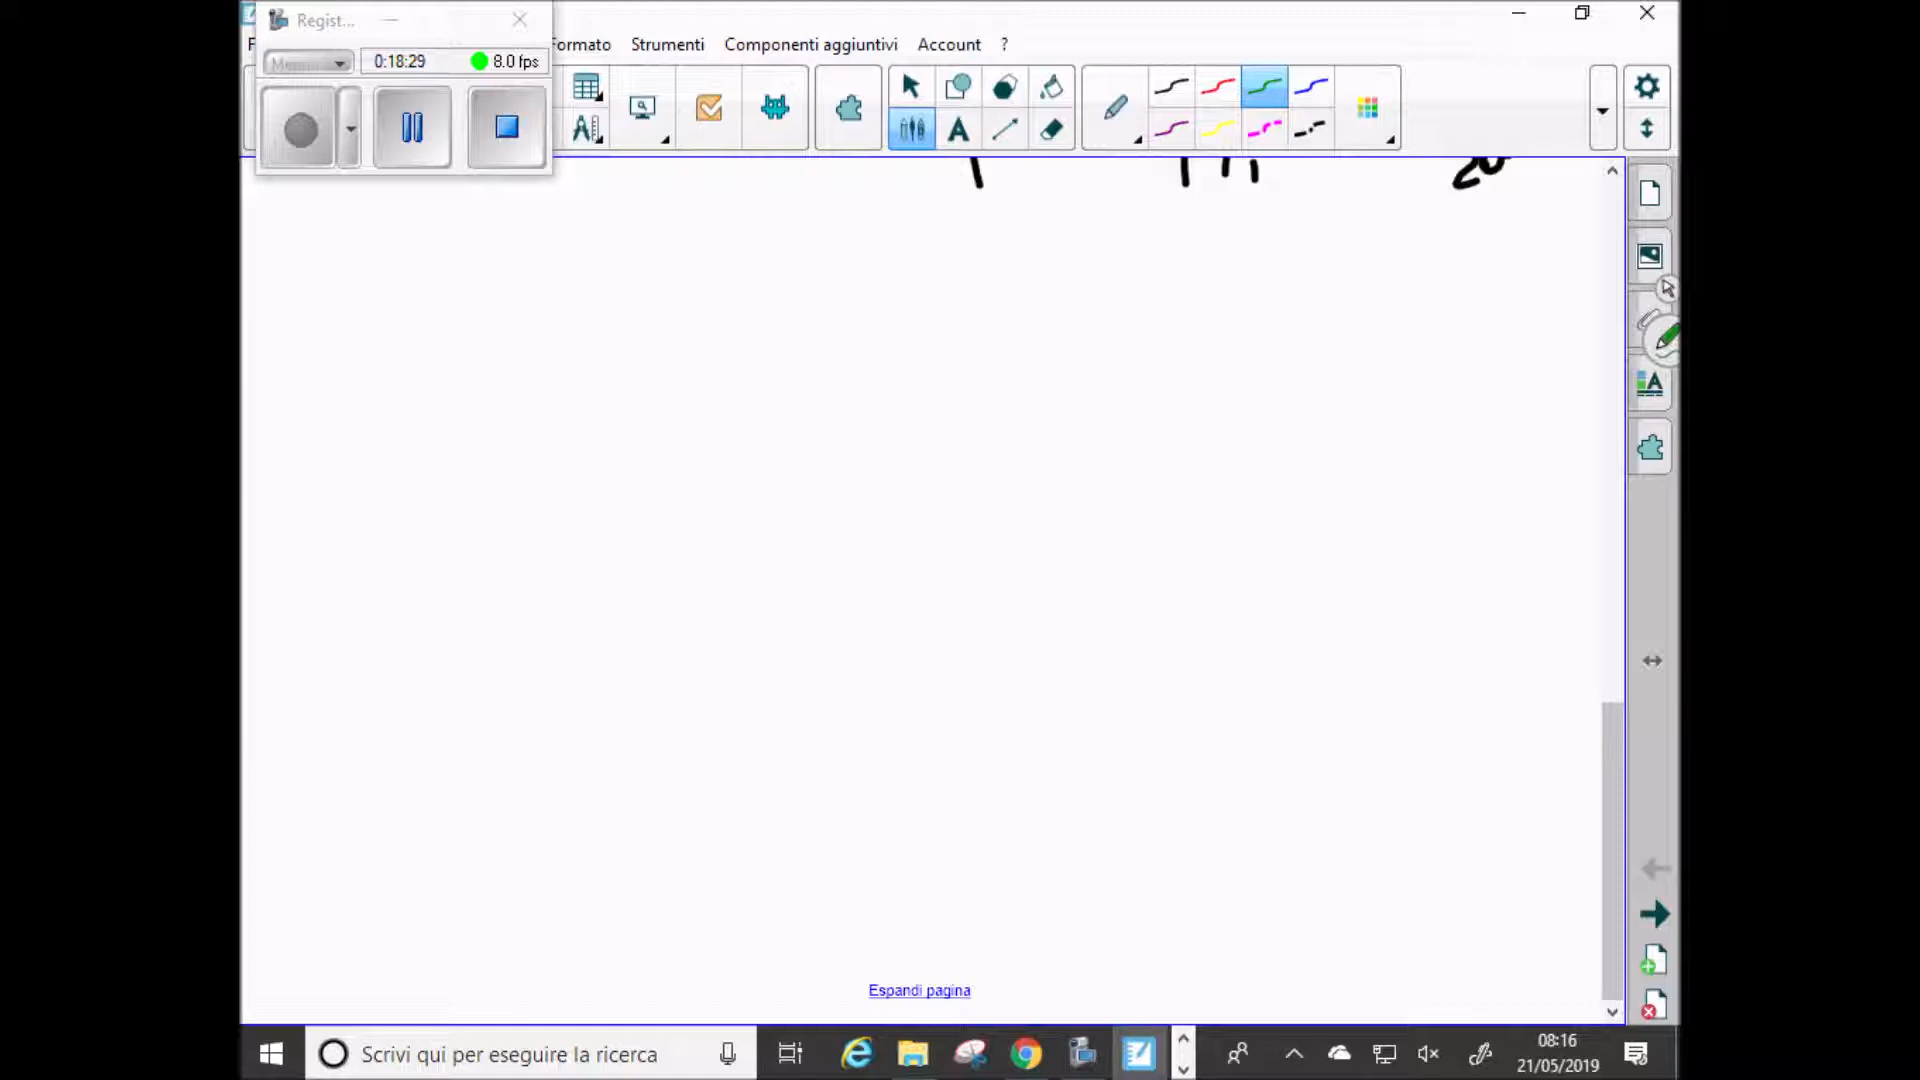 Regist...
0:18:29 8.0 fps
Formato Strumenti Componenti aggiuntivi Account ?
Espandi pagina
Scrivi qui per eseguire la ricerca
08:16
21/05/2019